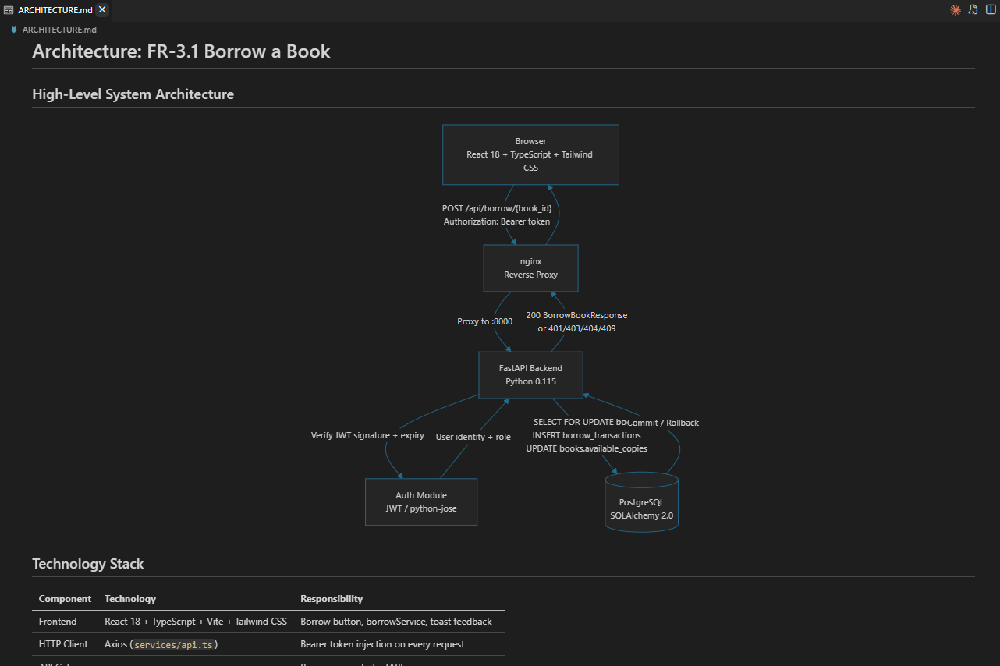 ARCHITECTURE.md
ARCHITECTURE.md
Architecture: FR-3.1 Borrow a Book
High-Level System Architecture
Browser
React 18 + TypeScript + Tailwind
CSS
POST /api/borrow/{book_id}
Authorization: Bearer token
nginx
Reverse Proxy
Proxy to :8000
200 BorrowBookResponse
or 401/403/404/409
FastAPI Backend
Python 0.115
Verify JWT signature + expiry
User identity + role
SELECT FOR UPDATE
INSERT borrow_transactions
UPDATE books.available_copies
Commit / Rollback
Auth Module
JWT / python-jose
PostgreSQL
SQLAlchemy 2.0
Technology Stack
Component Technology Responsibility
Frontend React 18 + TypeScript + Vite + Tailwind CSS Borrow button, borrowService, toast feedback
HTTP Client Axios (services/api.ts) Bearer token injection on every request